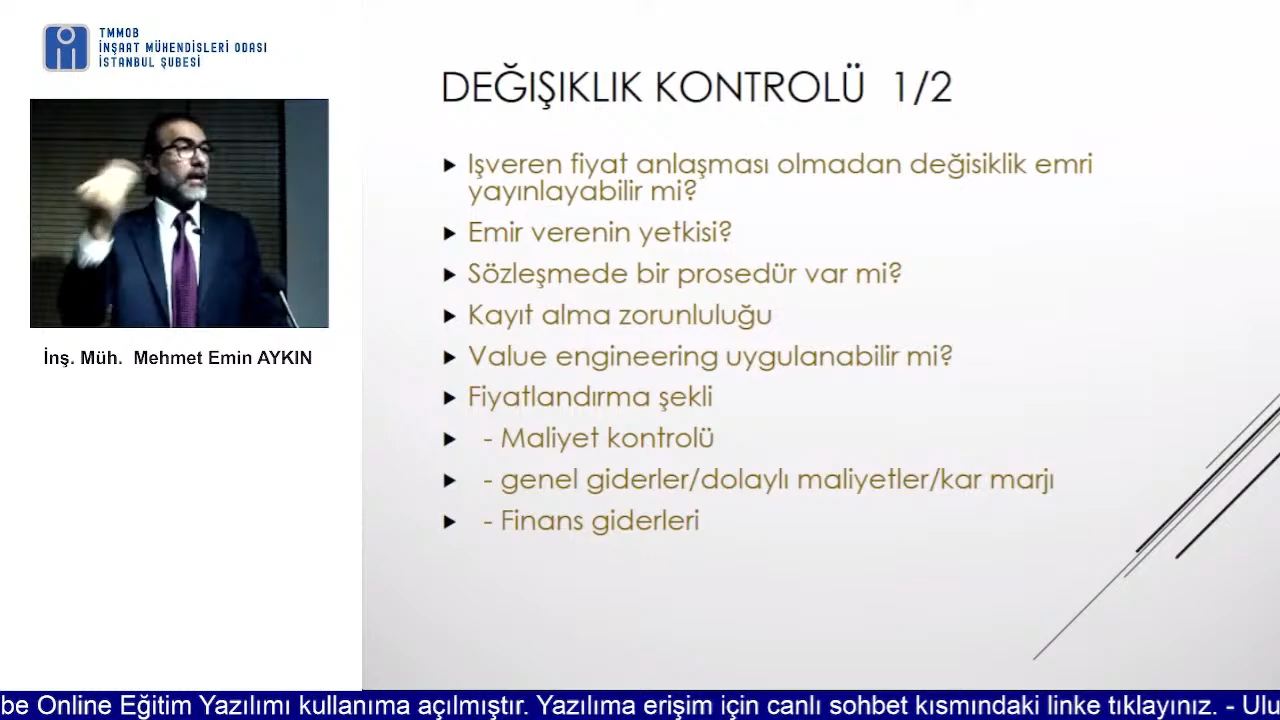 TMMOB
İNŞAAT MÜHENDİSLERİ ODASI
İSTANBUL ŞUBESİ
İnş. Müh. Mehmet Emin AYKIN
DEĞIŞIKLIK KONTROLÜ 1/2
Işveren fiyat anlaşması olmadan değisiklik emri
yayınlayabilir mi?
Emir verenin yetkisi?
Sözleşmede bir prosedür var mi?
Kayıt alma zorunluluğu
Value engineering uygulanabilir mi?
Fiyatlandırma şekli
- Maliyet kontrolü
- genel giderler/dolaylı maliyetler/kar marjı
- Finans giderleri
be Online Eğitim Yazılımı kullanıma açılmıştır. Yazılıma erişim için canlı sohbet kısmındaki linke tıklayınız. - Ulu